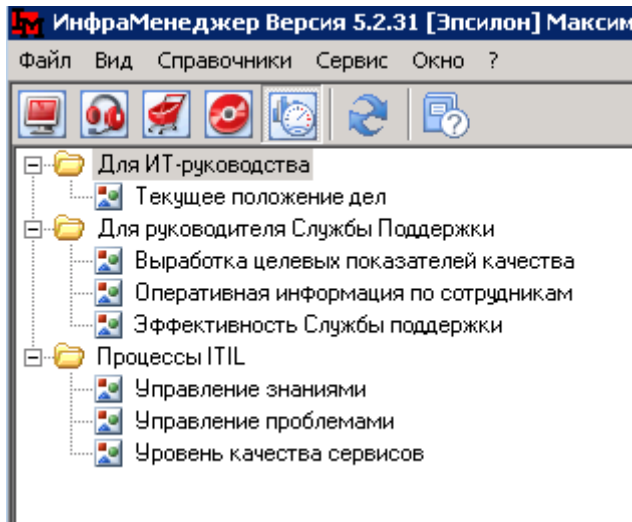 ИнфраМенеджер Версия 5.2.31 [Эпсилон] Максим
Файл Вид Справочники Сервис Окно ?
Для ИТ-руководства
Текущее положение дел
Для руководителя Службы Поддержки
Выработка целевых показателей качества
Оперативная информация по сотрудникам
Эффективность Службы поддержки
Процессы ITIL
Управление знаниями
Управление проблемами
Уровень качества сервисов